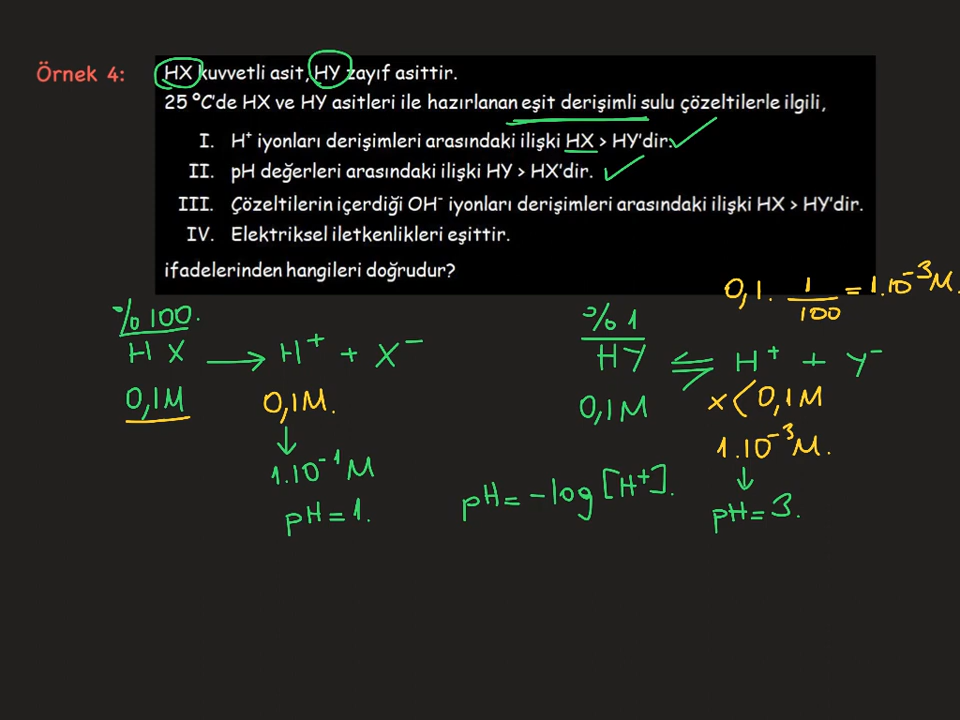 Örnek 4:
HX kuvvetli asit, HY zayıf asittir.
25 °C'de HX ve HY asitleri ile hazırlanan eşit derişimli sulu çözeltilerle ilgili,
I. H⁺ iyonları derişimleri arasındaki ilişki HX > HY'dir.
II. pH değerleri arasındaki ilişki HY > HX'dir.
III. Çözeltilerin içerdiği OH⁻ iyonları derişimleri arasındaki ilişki HX > HY'dir.
IV. Elektriksel iletkenlikleri eşittir.
ifadelerinden hangileri doğrudur?
0,1 . 1/100 = 1.10⁻³ M.
% 100.
HX → H⁺ + X⁻
0,1M 0,1M.
↓
1.10⁻¹ M
pH = 1.
pH = -log [H⁺].
% 1
HY ⇌ H⁺ + Y⁻
0,1M x < 0,1M
1.10⁻³ M.
↓
pH = 3.